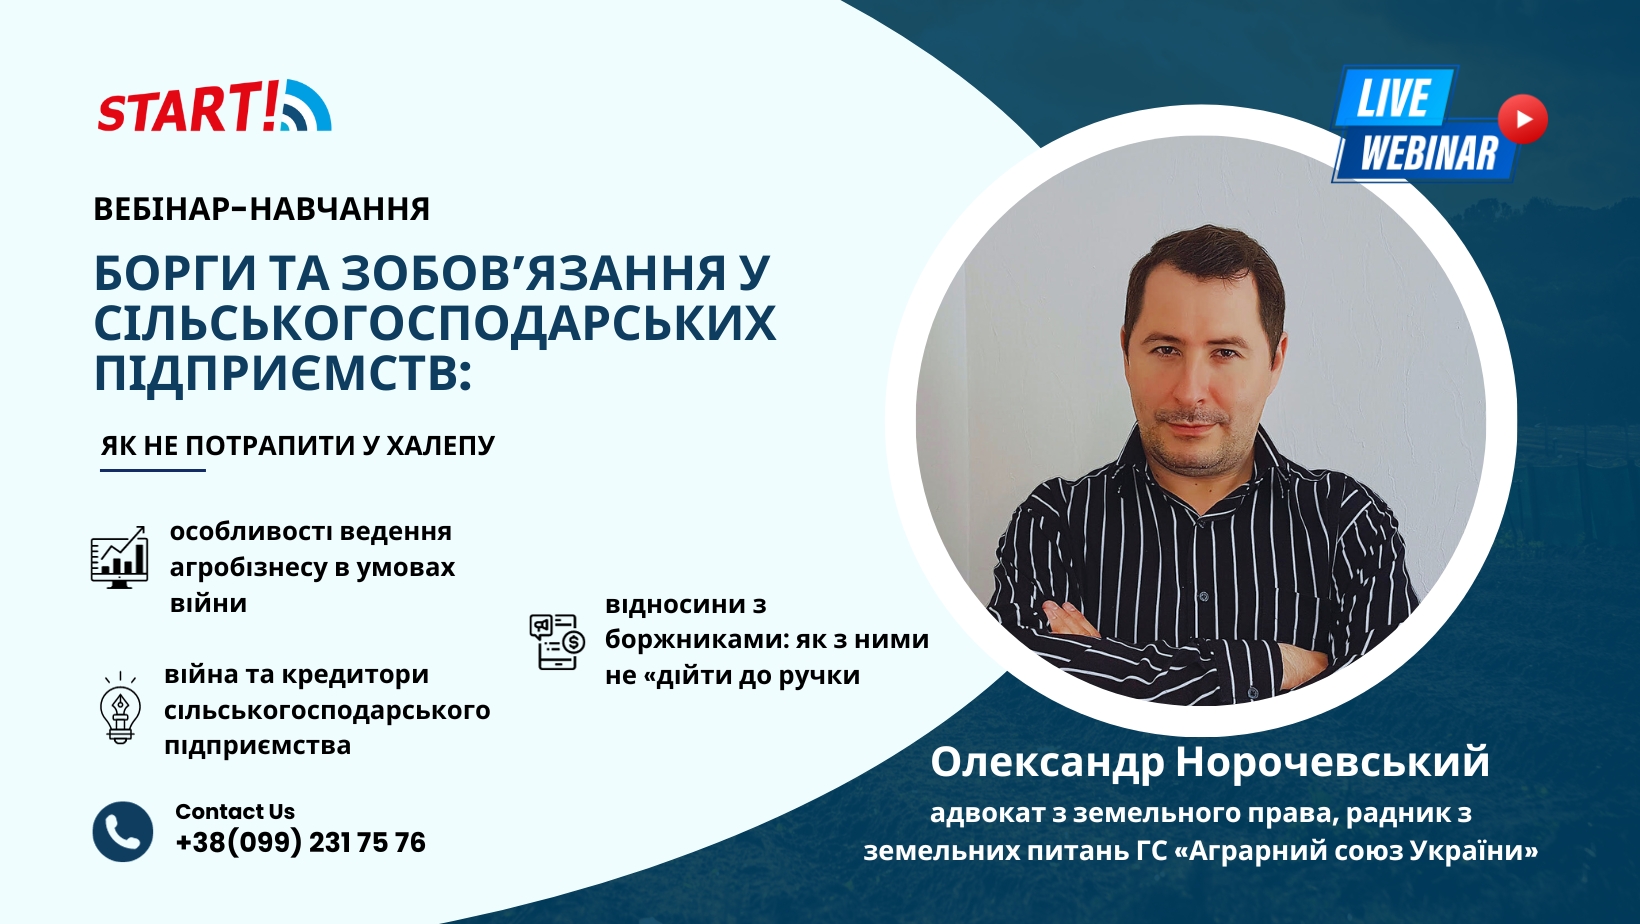 START!
LIVE
WEBINAR
ВЕБІНАР-НАВЧАННЯ
БОРГИ ТА ЗОБОВ’ЯЗАННЯ У
СІЛЬСЬКОГОСПОДАРСЬКИХ
ПІДПРИЄМСТВ:
ЯК НЕ ПОТРАПИТИ У ХАЛЕПУ
особливості ведення
агробізнесу в умовах
війни
війна та кредитори
сільськогосподарського
підприємства
відносини з
боржниками: як з ними
не «дійти до ручки
Contact Us
+38(099) 231 75 76
Олександр Норочевський
адвокат з земельного права, радник з
земельних питань ГС «Аграрний союз України»